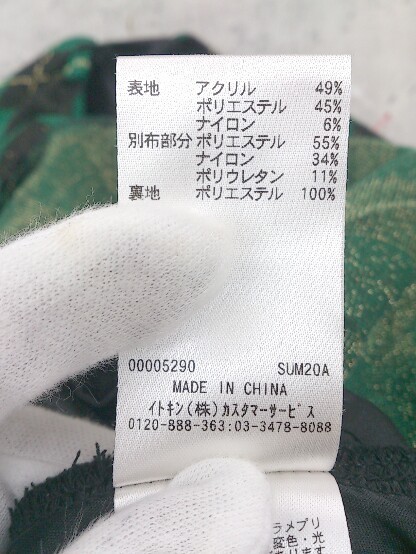 表地 アクリル 49%
ポリエステル 45%
ナイロン 6%
別布部分 ポリエステル 55%
ナイロン 34%
ポリウレタン 11%
裏地 ポリエステル 100%
00005290 SUM20A
MADE IN CHINA
イトキン(株)カスタマーサービス
0120-888-363:03-3478-8088
ラメプリ
変色・光
あります